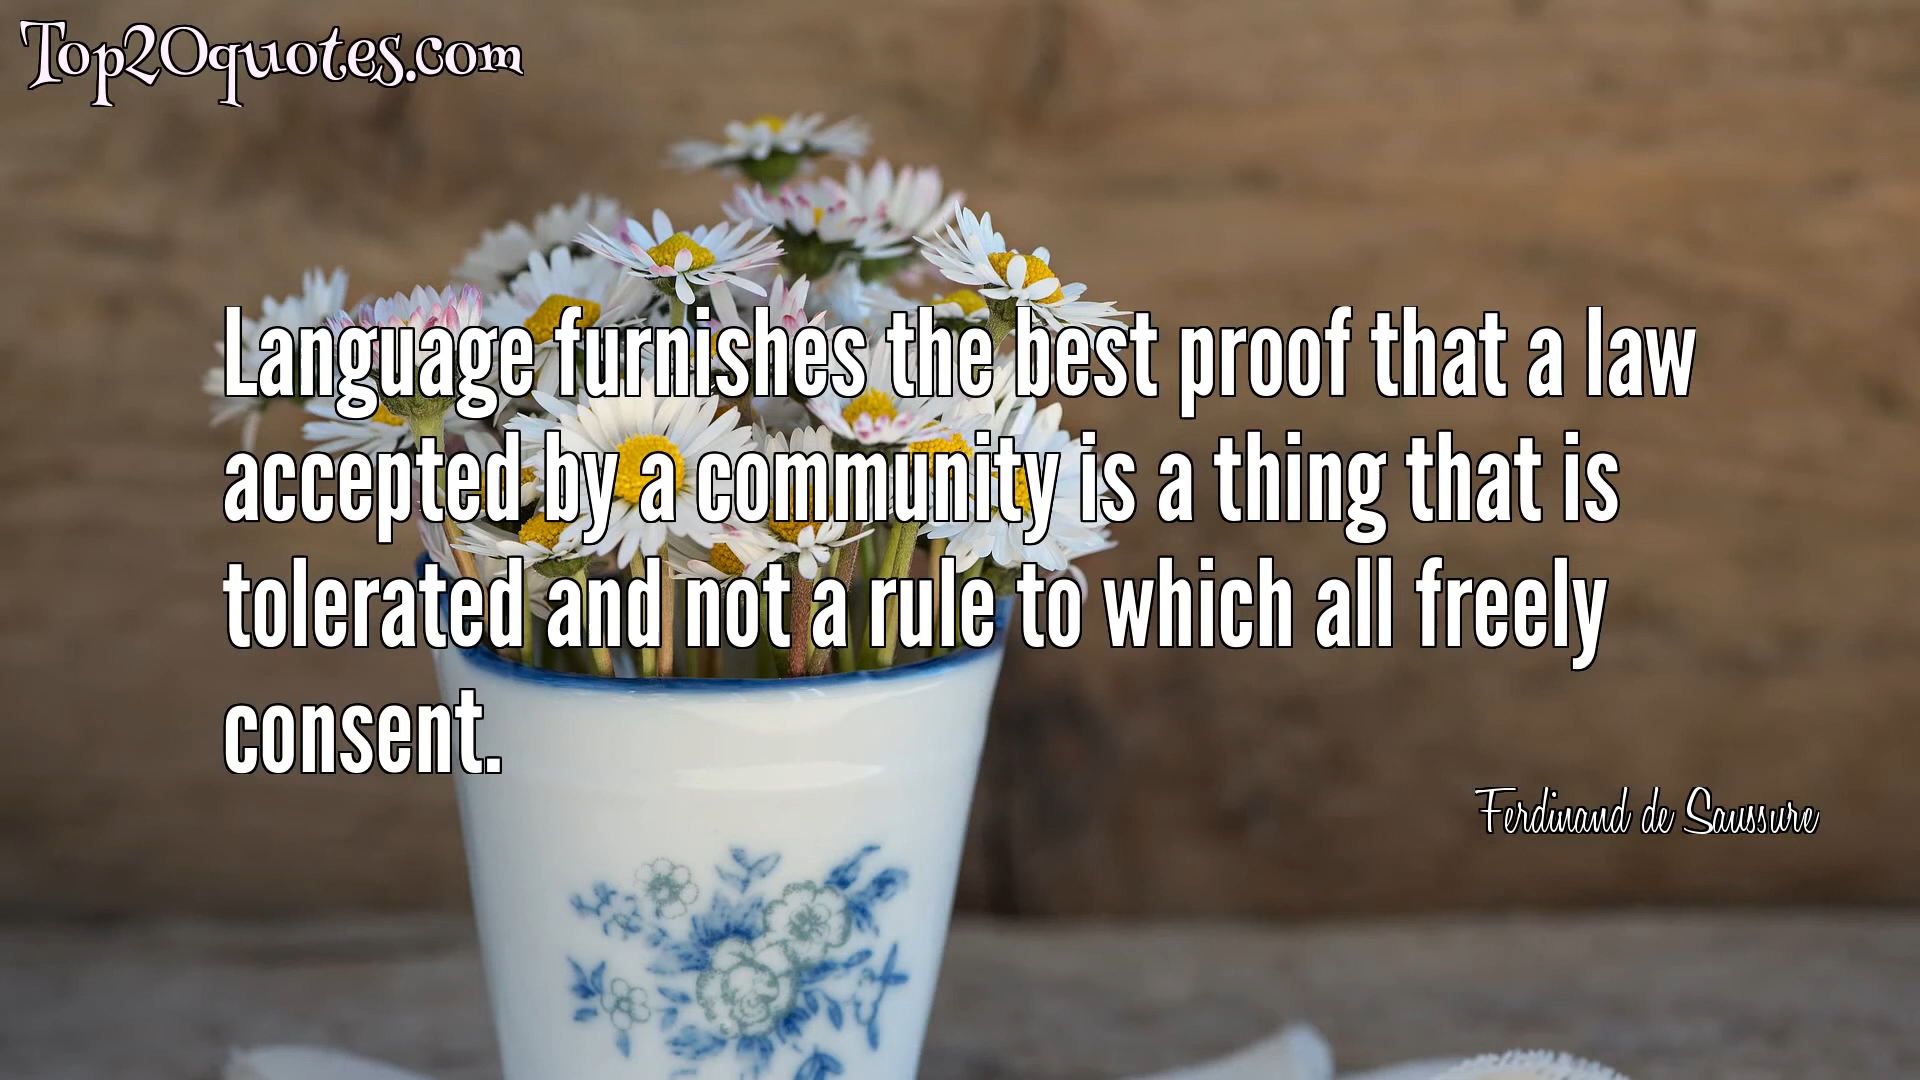 Top20quotes.com
Language furnishes the best proof that a law
accepted by a community is a thing that is
tolerated and not a rule to which all freely
consent.
Ferdinand de Saussure